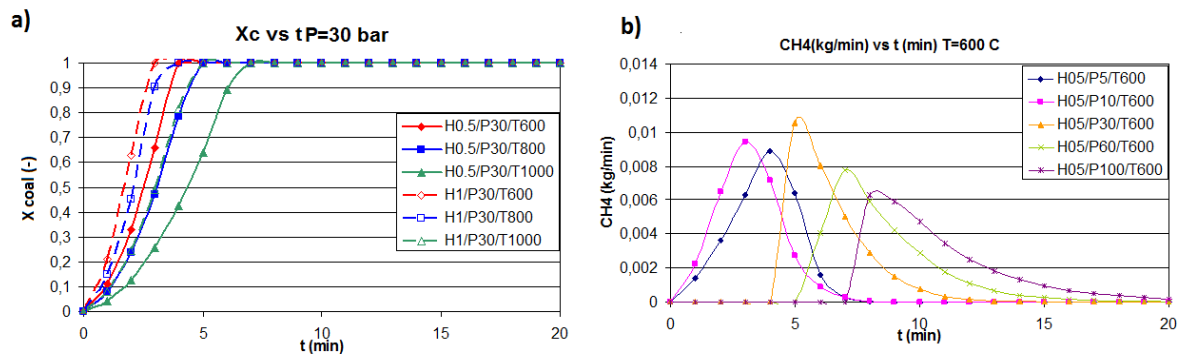 a)
Xc vs t P=30 bar
1
0,9
0,8
0,7
0,6
0,5
0,4
0,3
0,2
0,1
0
X coal (-)
H0.5/P30/T600
H0.5/P30/T800
H0.5/P30/T1000
H1/P30/T600
H1/P30/T800
H1/P30/T1000
0 5 10 15 20
t (min)
b)
CH4(kg/min) vs t (min) T=600 C
0,014
0,012
0,01
0,008
0,006
0,004
0,002
0
CH4 (kg/min)
H05/P5/T600
H05/P10/T600
H05/P30/T600
H05/P60/T600
H05/P100/T600
0 5 10 15 20
t (min)